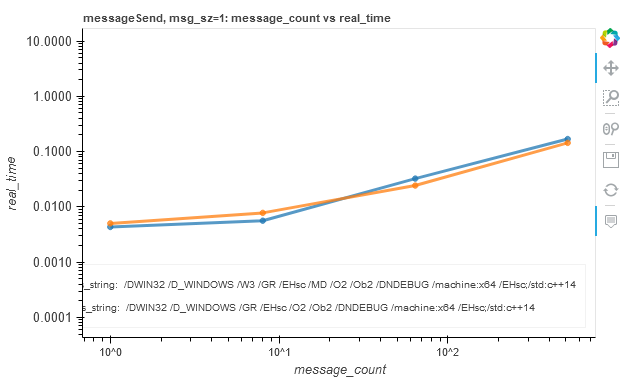 messageSend, msg_sz=1: message_count vs real_time
10.0000
1.0000
0.1000
0.0100
0.0010
0.0001
real_time
_string: /DWIN32 /D_WINDOWS /W3 /GR /EHsc /MD /O2 /Ob2 /DNDEBUG /machine:x64 /EHsc;/std:c++14
s_string: /DWIN32 /D_WINDOWS /GR /EHsc /O2 /Ob2 /DNDEBUG /machine:x64 /EHsc;/std:c++14
10^0 10^1 10^2
message_count